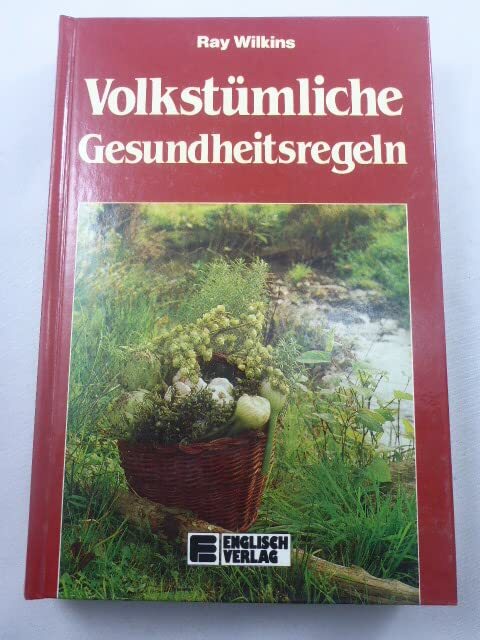 Ray Wilkins
Volkstümliche
Gesundheitsregeln
ENGLISCH
VERLAG